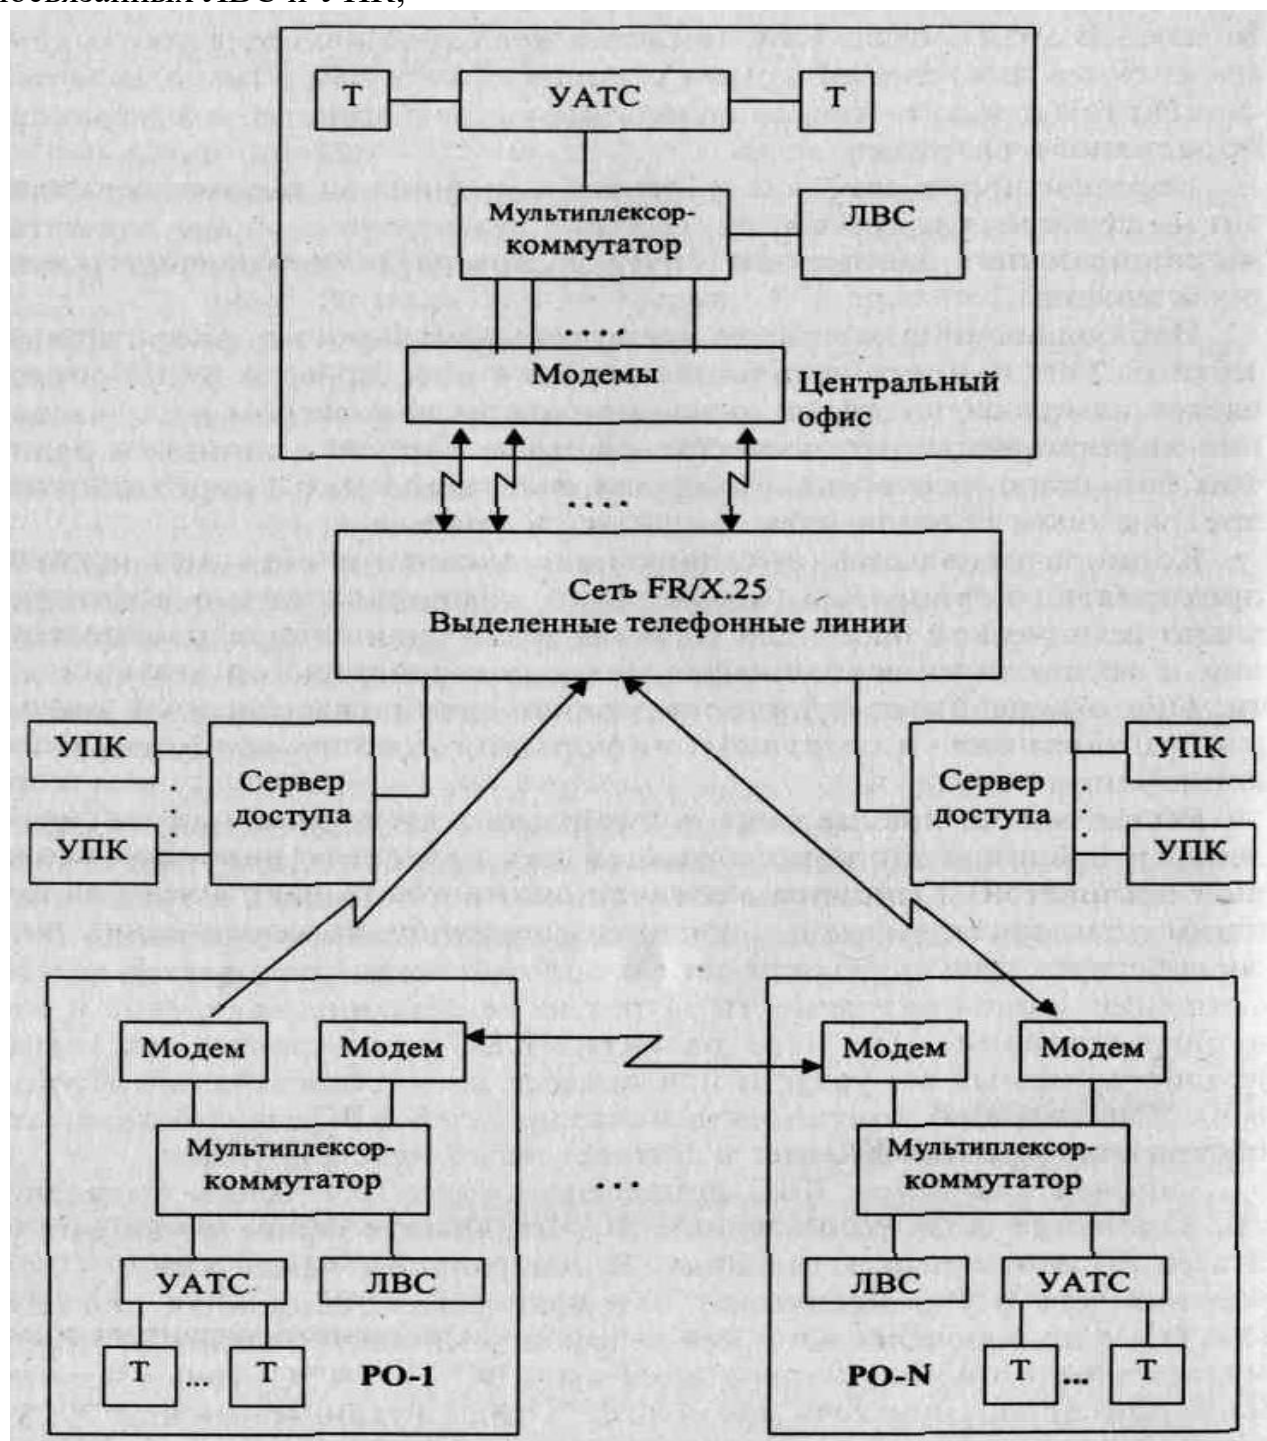 Т
УАТС
Т
Мультиплексор-
коммутатор
ЛВС
....
Модемы
Центральный
офис
....
Сеть FR/X.25
Выделенные телефонные линии
УПК
Сервер
доступа
УПК
УПК
Сервер
доступа
УПК
Модем
Модем
Модем
Модем
Мультиплексор-
коммутатор
...
Мультиплексор-
коммутатор
УАТС
ЛВС
ЛВС
УАТС
Т ... Т
РО-1
РО-N
Т ... Т